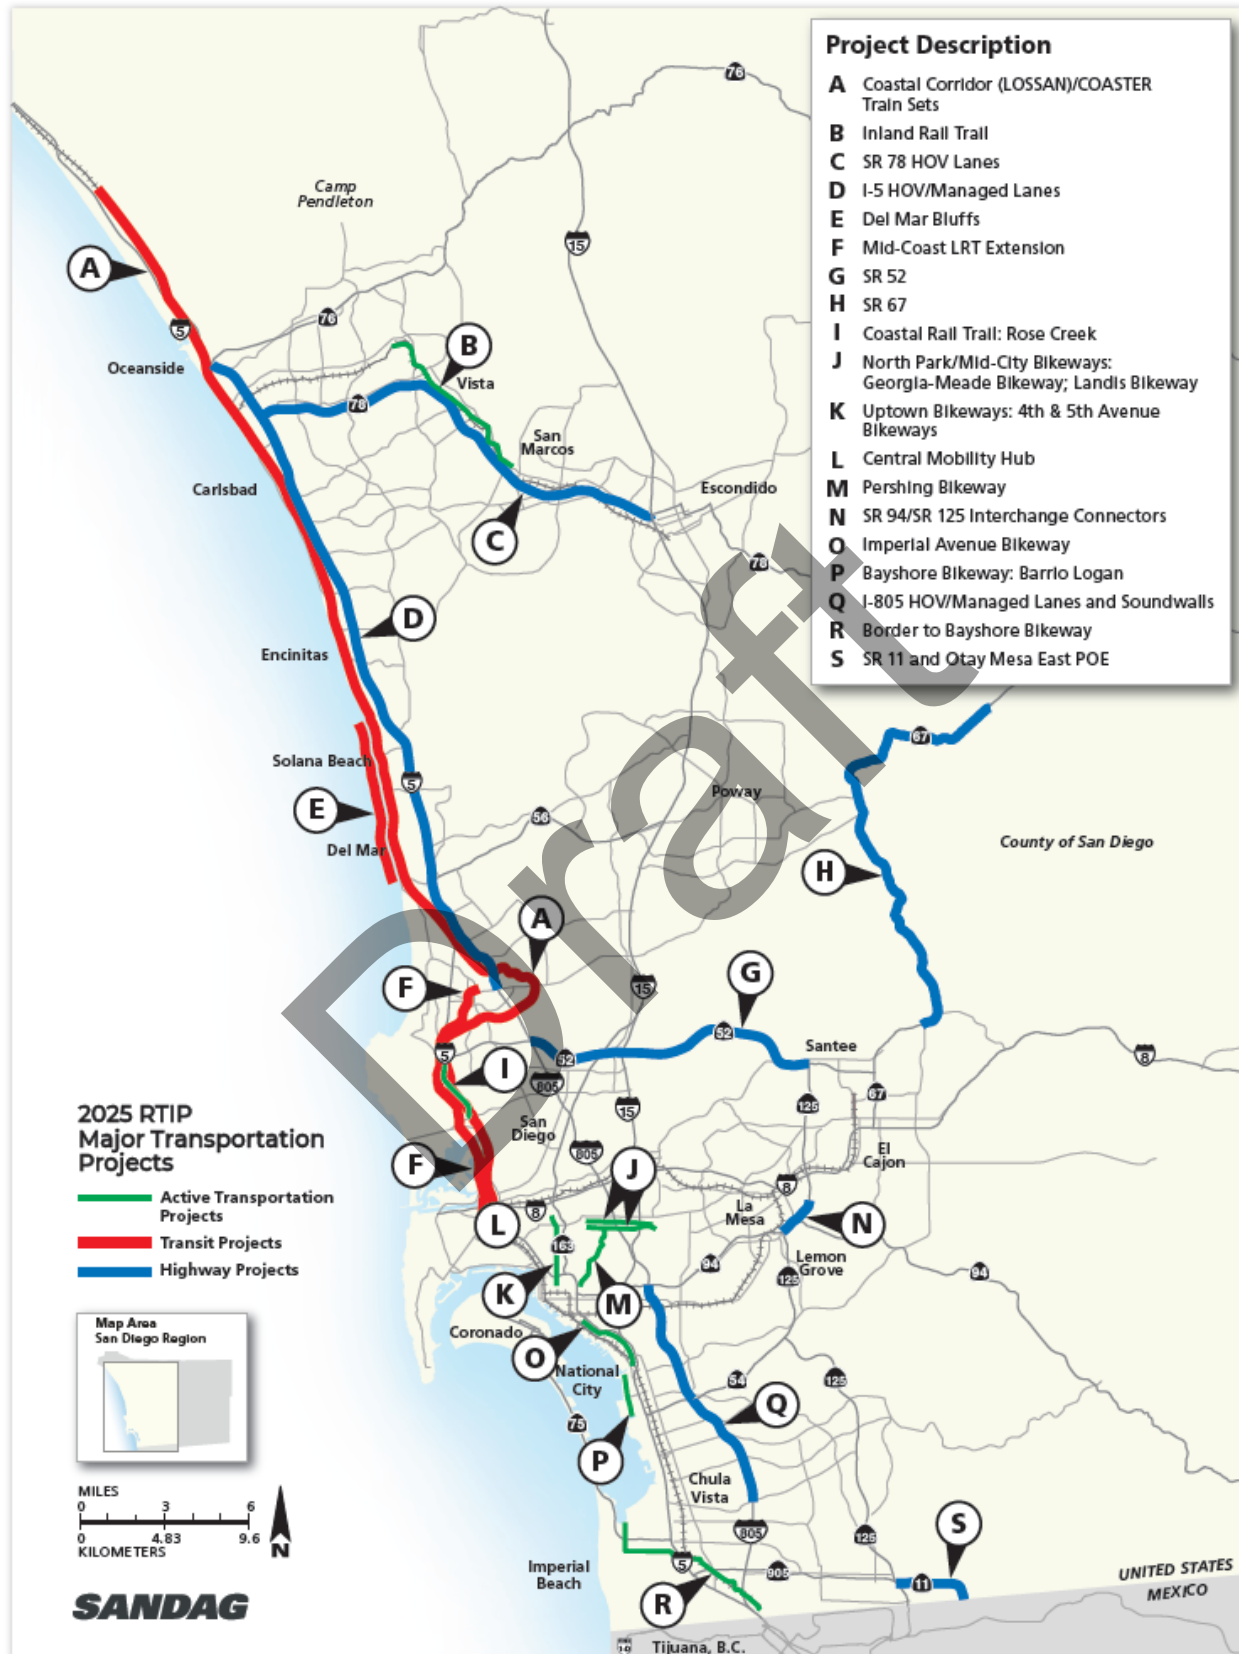 Project Description
A Coastal Corridor (LOSSAN)/COASTER
Train Sets
B Inland Rail Trail
C SR 78 HOV Lanes
D I-5 HOV/Managed Lanes
E Del Mar Bluffs
F Mid-Coast LRT Extension
G SR 52
H SR 67
I Coastal Rail Trail: Rose Creek
J North Park/Mid-City Bikeways:
Georgia-Meade Bikeway; Landis Bikeway
K Uptown Bikeways: 4th & 5th Avenue
Bikeways
L Central Mobility Hub
M Pershing Bikeway
N SR 94/SR 125 Interchange Connectors
O Imperial Avenue Bikeway
P Bayshore Bikeway: Barrio Logan
Q I-805 HOV/Managed Lanes and Soundwalls
R Border to Bayshore Bikeway
S SR 11 and Otay Mesa East POE
76
Camp
Pendleton
15
A
76
5
B
Oceanside
Vista
78
San
Marcos
Carlsbad
Escondido
C
78
D
Encinitas
67
Solana Beach
5
Poway
E
56
County of San Diego
Del Mar
H
A
F
15
G
52
Santee
5
52
8
I
805
67
125
15
2025 RTIP
Major Transportation
Projects
San
Diego
805
El
Cajon
F
J
8
Active Transportation
Projects
Transit Projects
Highway Projects
L
8
La
Mesa
N
163
94
Lemon
Grove
125
94
K
M
Map Area
San Diego Region
Coronado
O
National
City
54
125
75
Q
P
Chula
Vista
MILES
0 3 6
0 4.83 9.6
KILOMETERS
N
805
125
S
Imperial
Beach
5
905
11
UNITED STATES
MEXICO
SANDAG
R
Tijuana, B.C.
Draft